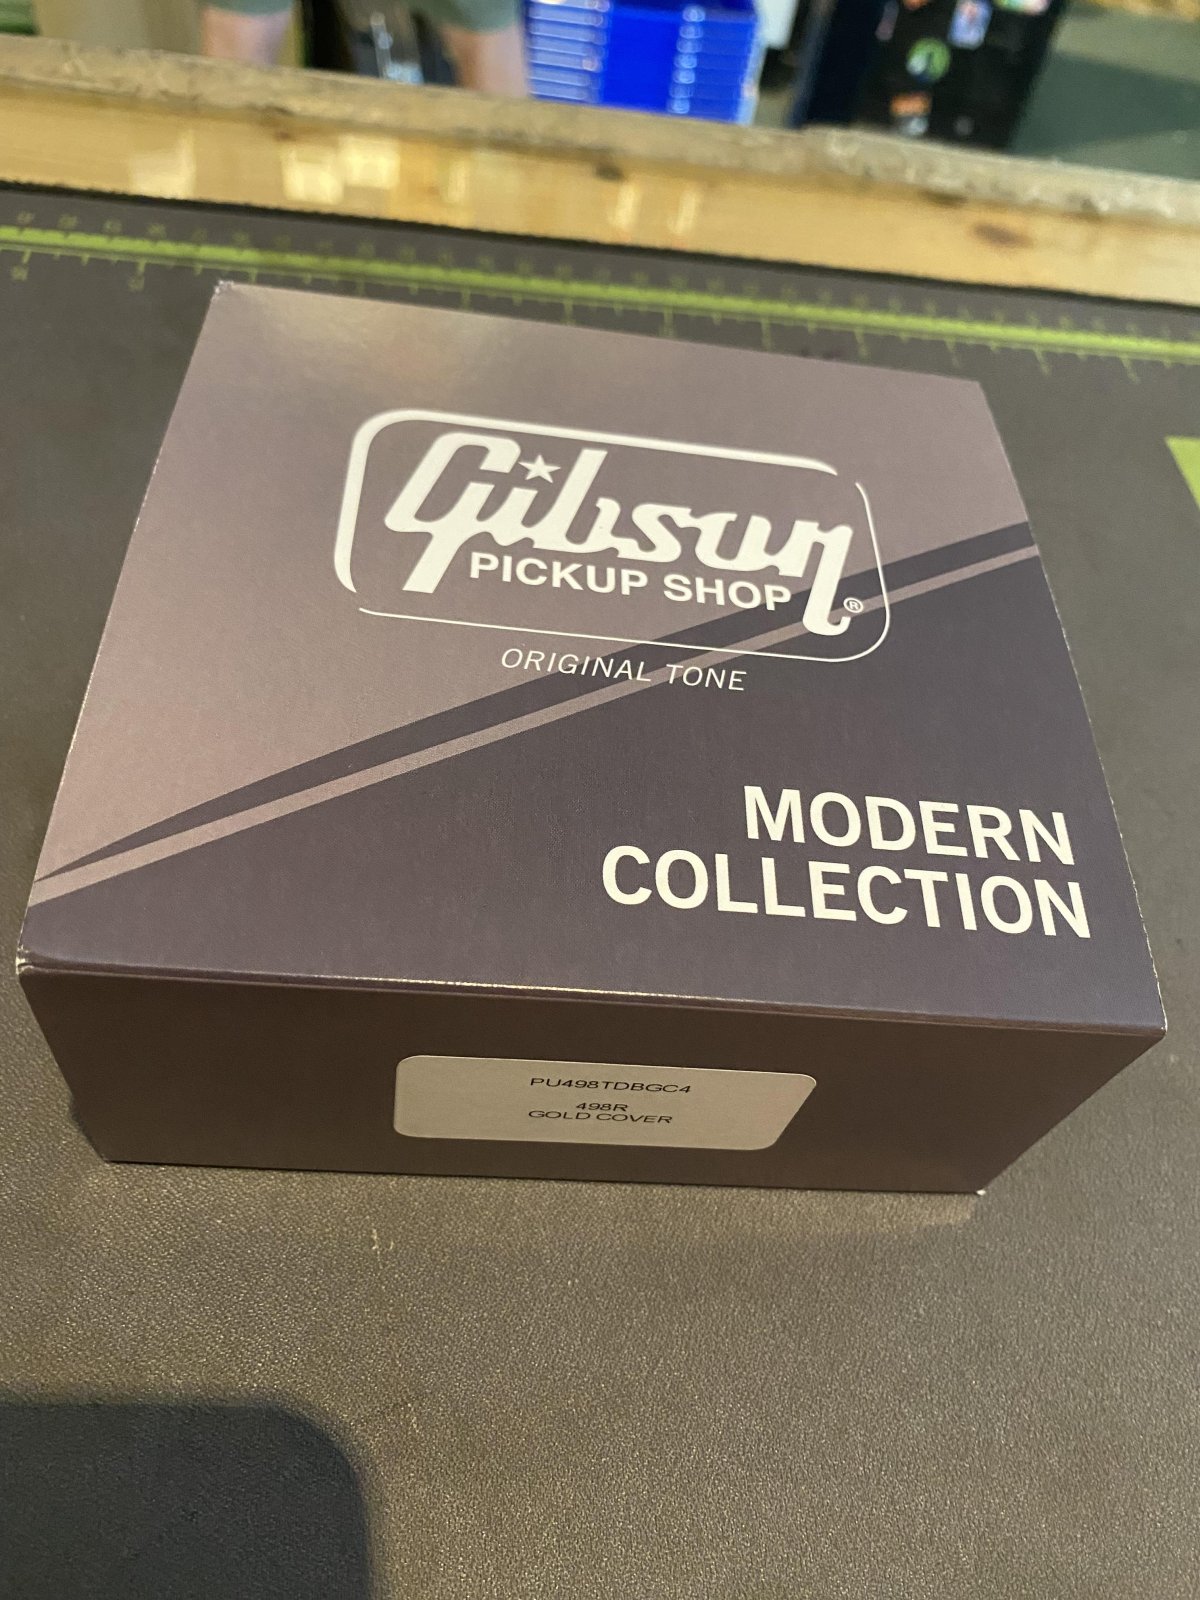 Gibson
PICKUP SHOP
®
ORIGINAL TONE
MODERN
COLLECTION
PU498TDBGC4
498R
GOLD COVER